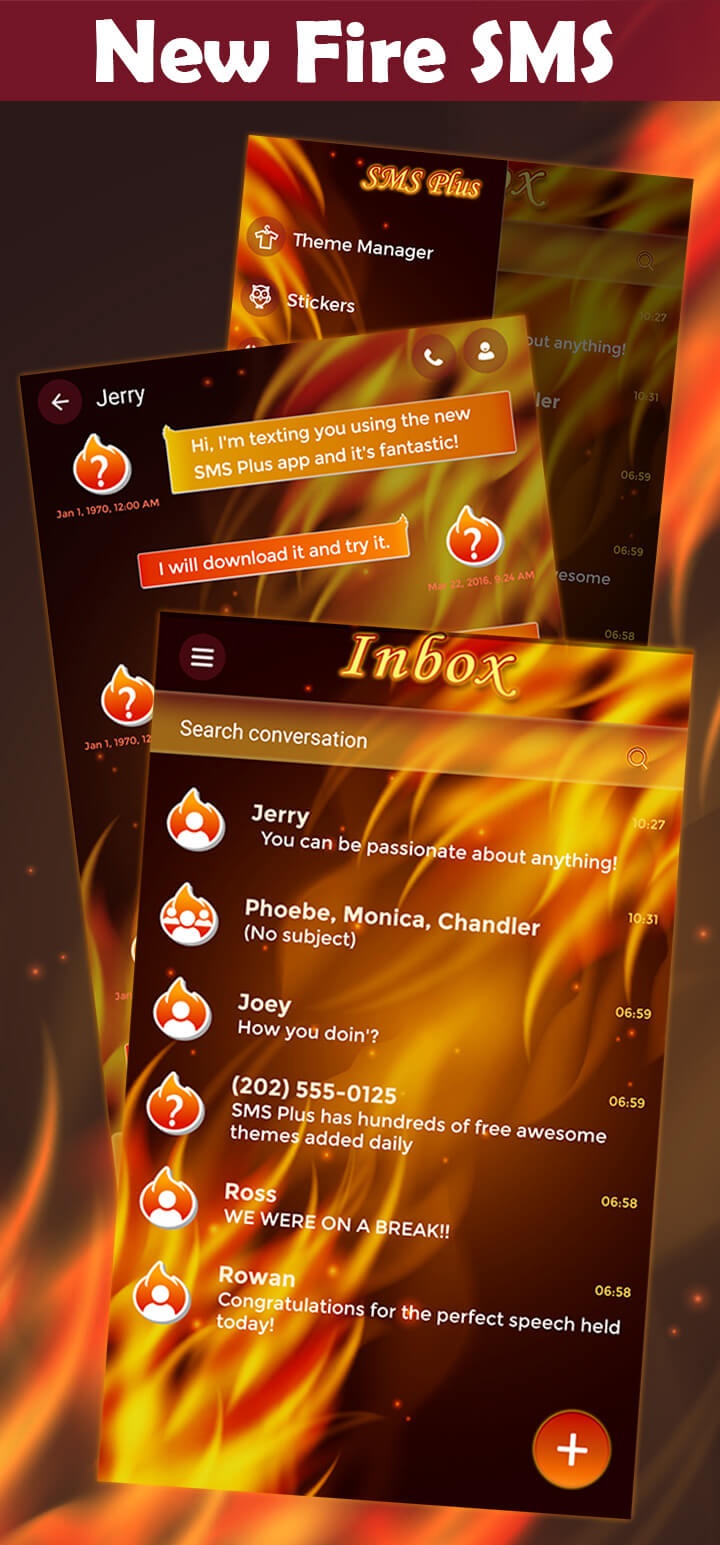 New Fire SMS
SMS Plus
Theme Manager
Stickers
10:27
out anything!
ler
10:31
06:59
06:59
esome
06:58
Jerry
Hi, I'm texting you using the new
SMS Plus app and it's fantastic!
Jan 1, 1970, 12:00 AM
I will download it and try it.
Mar 22, 2016, 9:24 AM
Jan 1, 1970, 12
Jan
Inbox
Search conversation
Jerry
10:27
You can be passionate about anything!
Phoebe, Monica, Chandler
10:31
(No subject)
Joey
06:59
How you doin'?
(202) 555-0125
06:59
SMS Plus has hundreds of free awesome
themes added daily
Ross
06:58
WE WERE ON A BREAK!!
Rowan
06:58
Congratulations for the perfect speech held
today!